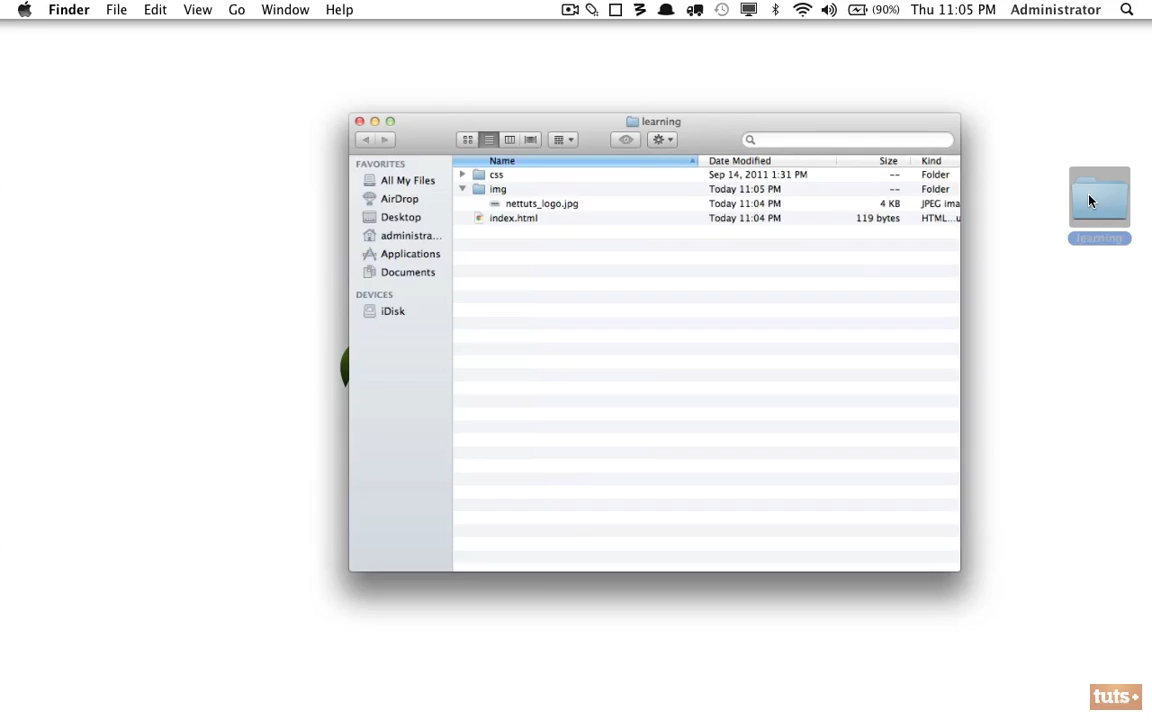 Finder File Edit View Go Window Help (90%) Thu 11:05 PM Administrator
learning
FAVORITES
All My Files
AirDrop
Desktop
administra...
Applications
Documents
DEVICES
iDisk
Name Date Modified Size Kind
css Sep 14, 2011 1:31 PM -- Folder
img Today 11:05 PM -- Folder
nettuts_logo.jpg Today 11:04 PM 4 KB JPEG ima
index.html Today 11:04 PM 119 bytes HTML...u
learning
tuts+